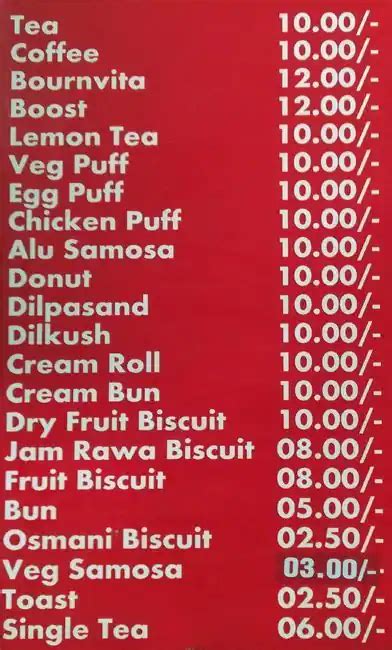 Tea 10.00/-
Coffee 10.00/-
Bournvita 12.00/-
Boost 12.00/-
Lemon Tea 10.00/-
Veg Puff 10.00/-
Egg Puff 10.00/-
Chicken Puff 10.00/-
Alu Samosa 10.00/-
Donut 10.00/-
Dilpasand 10.00/-
Dilkush 10.00/-
Cream Roll 10.00/-
Cream Bun 10.00/-
Dry Fruit Biscuit 10.00/-
Jam Rawa Biscuit 08.00/-
Fruit Biscuit 08.00/-
Bun 05.00/-
Osmani Biscuit 02.50/-
Veg Samosa 03.00/-
Toast 02.50/-
Single Tea 06.00/-